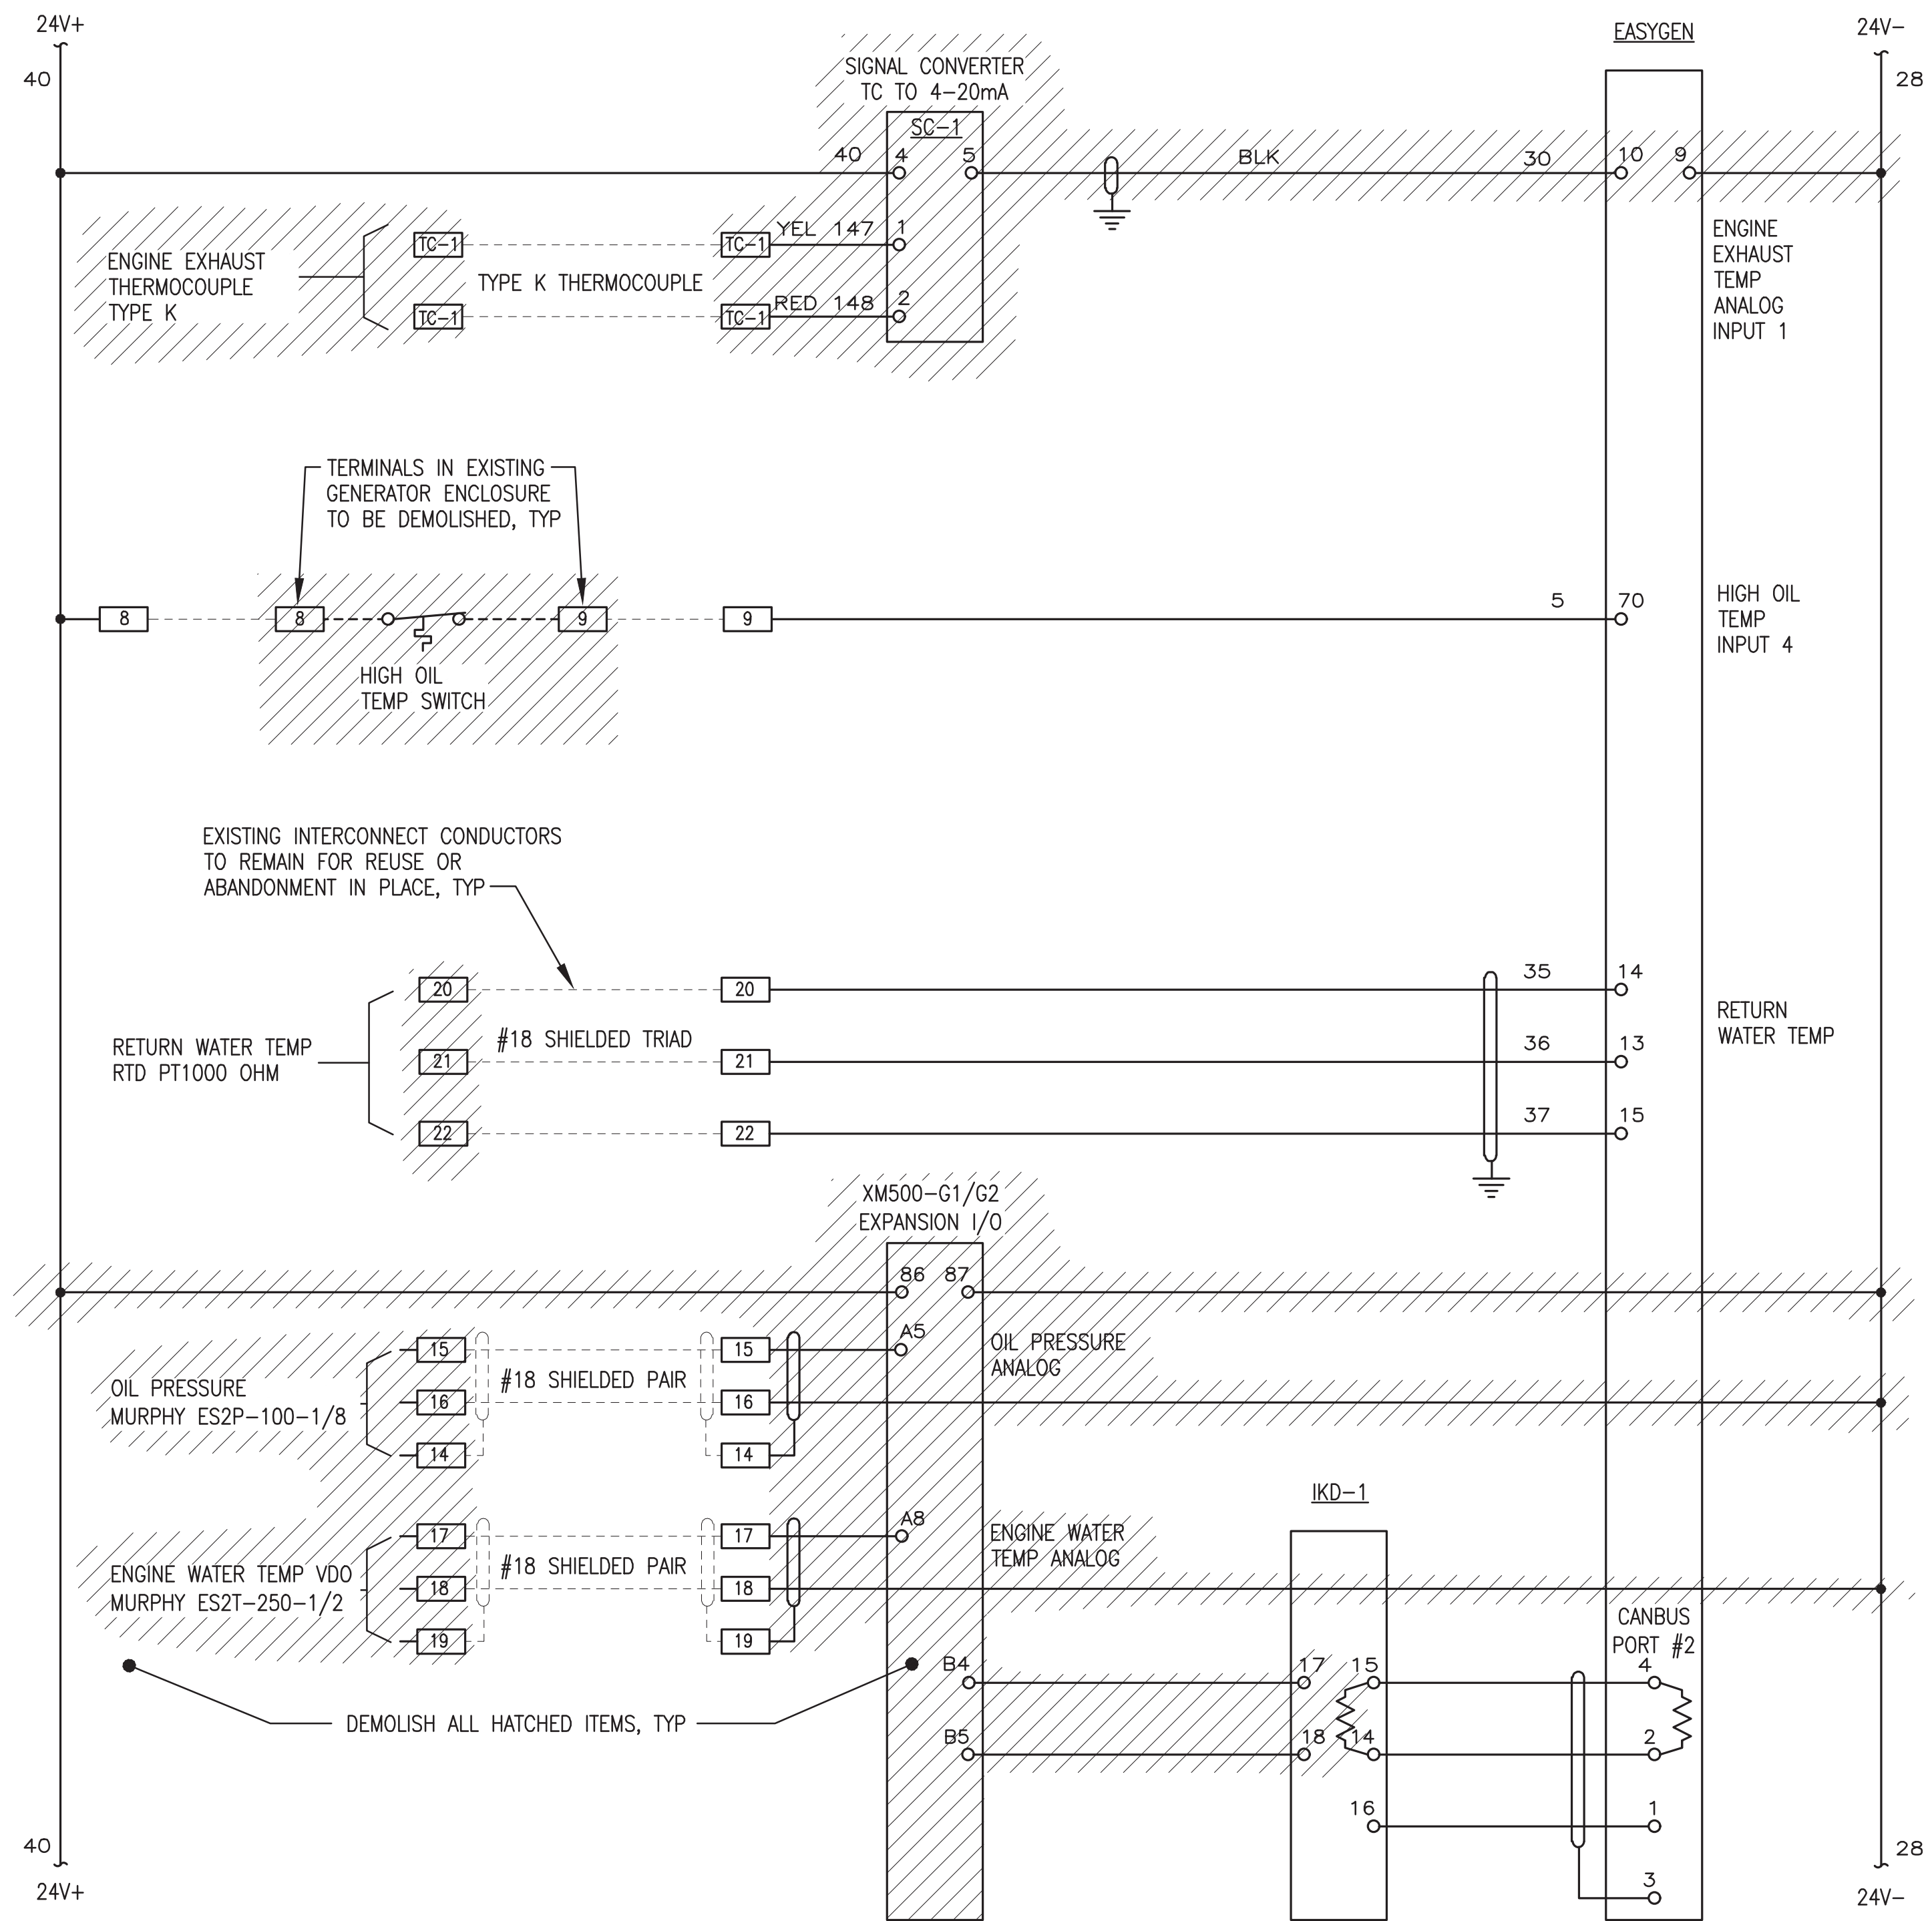 24V+
EASYGEN
24V-
40
28
SIGNAL CONVERTER
TC TO 4-20mA
SC-1
40
4
5
BLK
30
10
9
ENGINE EXHAUST
THERMOCOUPLE
TYPE K
TC-1
TC-1
YEL 147
1
TYPE K THERMOCOUPLE
TC-1
TC-1
RED 148
2
ENGINE
EXHAUST
TEMP
ANALOG
INPUT 1
TERMINALS IN EXISTING
GENERATOR ENCLOSURE
TO BE DEMOLISHED, TYP
8
8
9
9
5
70
HIGH OIL
TEMP SWITCH
HIGH OIL
TEMP
INPUT 4
EXISTING INTERCONNECT CONDUCTORS
TO REMAIN FOR REUSE OR
ABANDONMENT IN PLACE, TYP
20
20
35
14
RETURN WATER TEMP
RTD PT1000 OHM
#18 SHIELDED TRIAD
21
21
36
13
22
22
37
15
RETURN
WATER TEMP
XM500-G1/G2
EXPANSION I/O
86
87
15
15
A5
OIL PRESSURE
ANALOG
OIL PRESSURE
MURPHY ES2P-100-1/8
#18 SHIELDED PAIR
16
16
14
14
IKD-1
17
17
A8
ENGINE WATER
TEMP ANALOG
ENGINE WATER TEMP VDO
MURPHY ES2T-250-1/2
#18 SHIELDED PAIR
18
18
19
19
CANBUS
PORT #2
B4
17
15
4
DEMOLISH ALL HATCHED ITEMS, TYP
B5
18
14
2
16
1
3
40
28
24V+
24V-